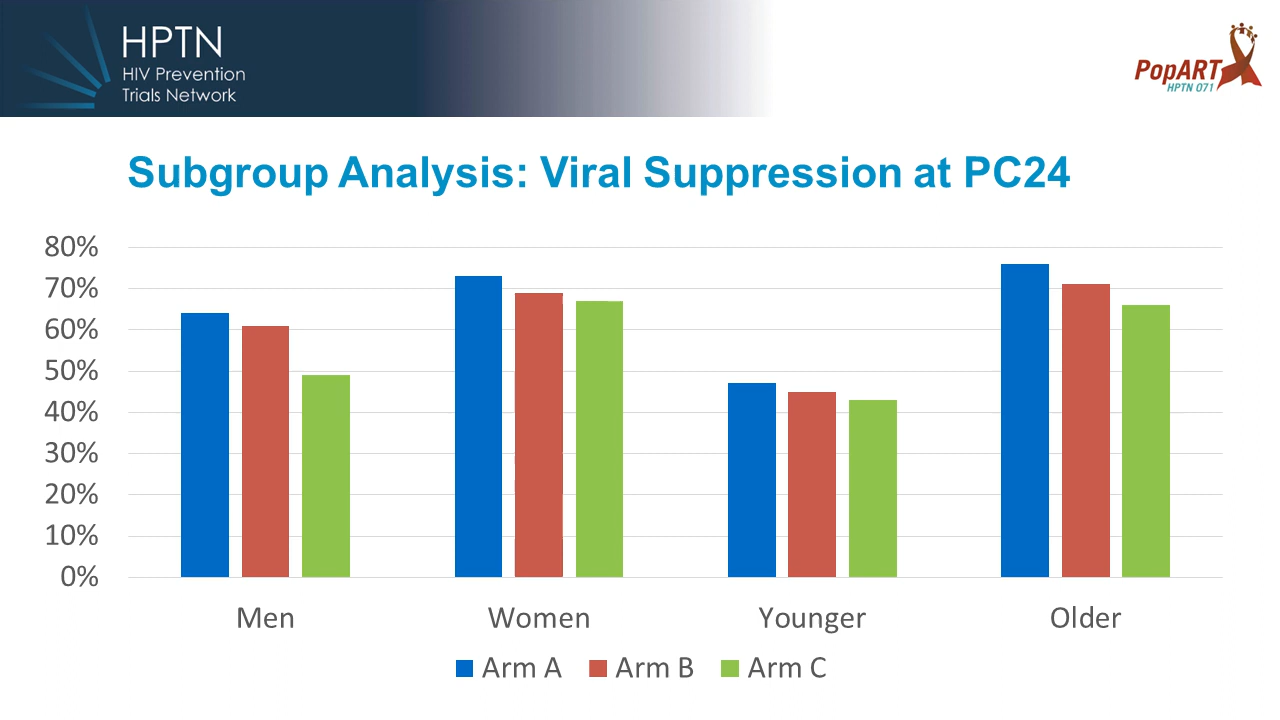 HPTN
HIV Prevention
Trials Network
PopART
HPTN 071
Subgroup Analysis: Viral Suppression at PC24
80%
70%
60%
50%
40%
30%
20%
10%
0%
Men Women Younger Older
Arm A Arm B Arm C